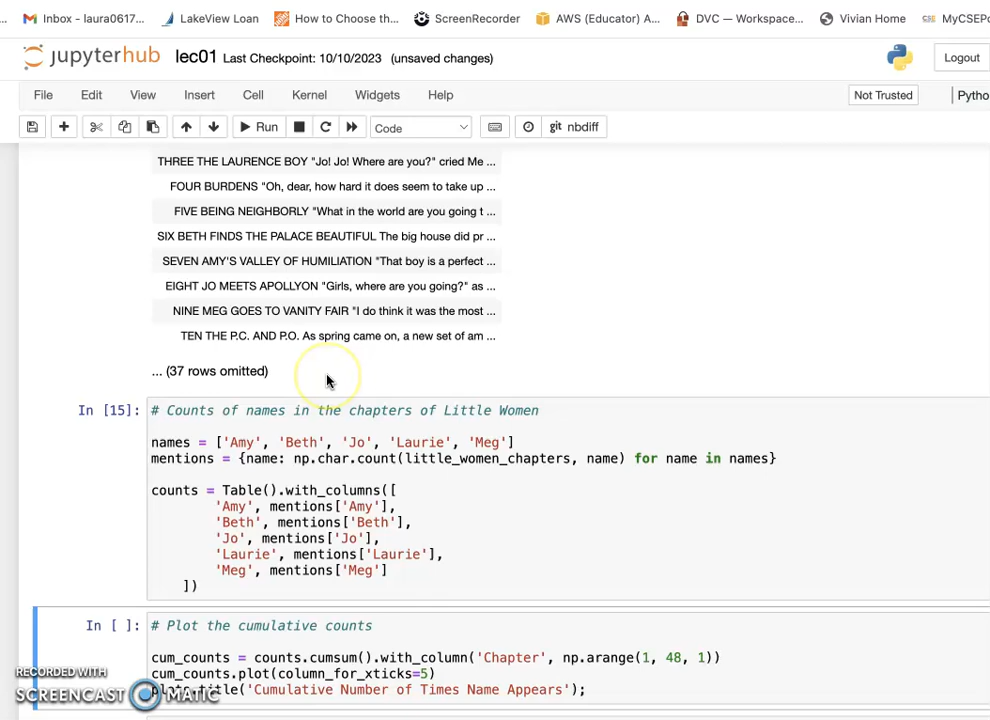 Inbox - laura0617...
LakeView Loan
How to Choose the...
ScreenRecorder
AWS (Educator) A...
DVC — Workspace...
Vivian Home
CSE MyCSEPo
jupyterhub lec01 Last Checkpoint: 10/10/2023 (unsaved changes)
Logout
File Edit View Insert Cell Kernel Widgets Help
Not Trusted
Pytho
Run
Code
git nbdiff
THREE THE LAURENCE BOY "Jo! Jo! Where are you?" cried Me ...
FOUR BURDENS "Oh, dear, how hard it does seem to take up ...
FIVE BEING NEIGHBORLY "What in the world are you going t ...
SIX BETH FINDS THE PALACE BEAUTIFUL The big house did pr ...
SEVEN AMY'S VALLEY OF HUMILIATION "That boy is a perfect ...
EIGHT JO MEETS APOLLYON "Girls, where are you going?" as ...
NINE MEG GOES TO VANITY FAIR "I do think it was the most ...
TEN THE P.C. AND P.O. As spring came on, a new set of am ...
... (37 rows omitted)
In [15]: # Counts of names in the chapters of Little Women
names = ['Amy', 'Beth', 'Jo', 'Laurie', 'Meg']
mentions = {name: np.char.count(little_women_chapters, name) for name in names}
counts = Table().with_columns([
'Amy', mentions['Amy'],
'Beth', mentions['Beth'],
'Jo', mentions['Jo'],
'Laurie', mentions['Laurie'],
'Meg', mentions['Meg']
])
In [ ]: # Plot the cumulative counts
cum_counts = counts.cumsum().with_column('Chapter', np.arange(1, 48, 1))
cum_counts.plot(column_for_xticks=5)
('Cumulative Number of Times Name Appears');
RECORDED WITH
SCREENCAST MATIC